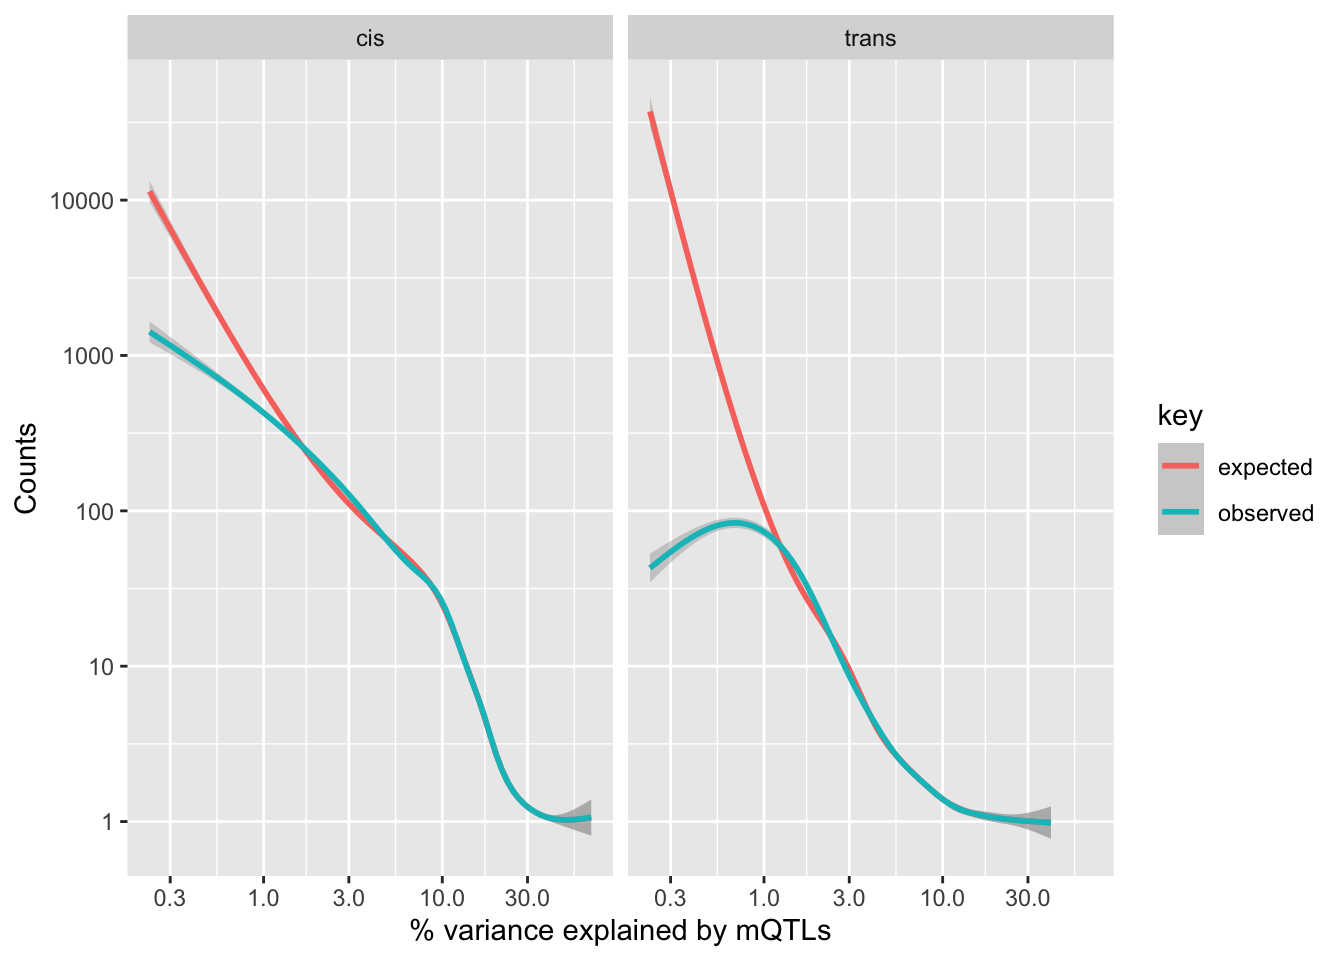 cis
trans
10000
1000
100
10
1
Counts
0.3 1.0 3.0 10.0 30.0
0.3 1.0 3.0 10.0 30.0
% variance explained by mQTLs
key
expected
observed